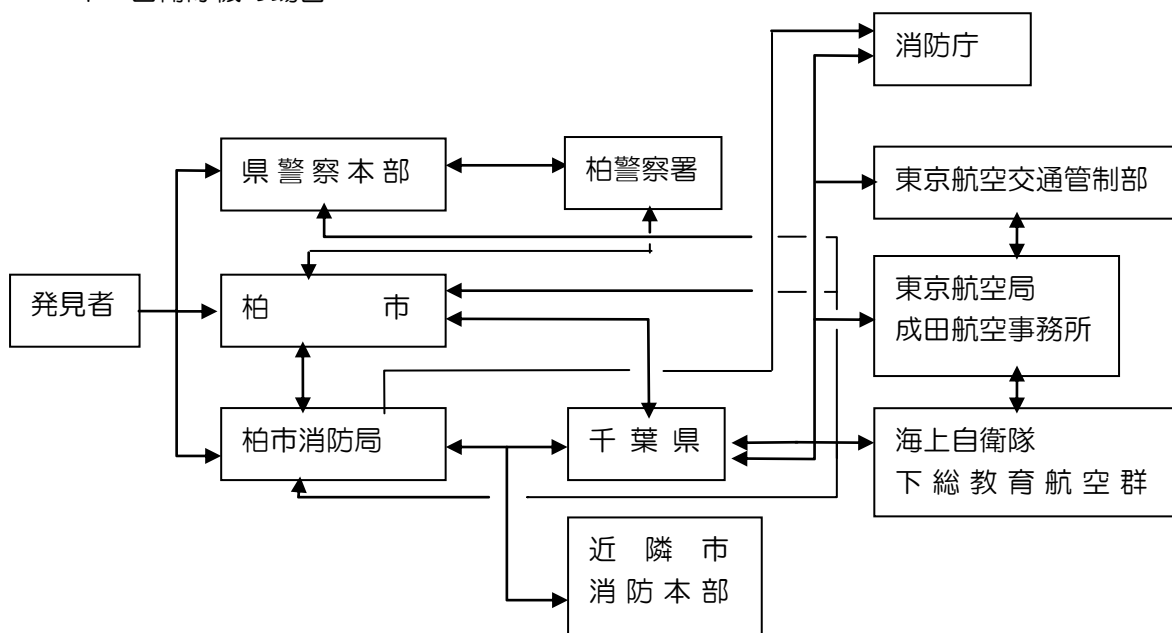 消防庁
県警察本部
柏警察署
東京航空交通管制部
発見者
柏 市
東京航空局
成田航空事務所
柏市消防局
千葉県
海上自衛隊
下総教育航空群
近隣市
消防本部